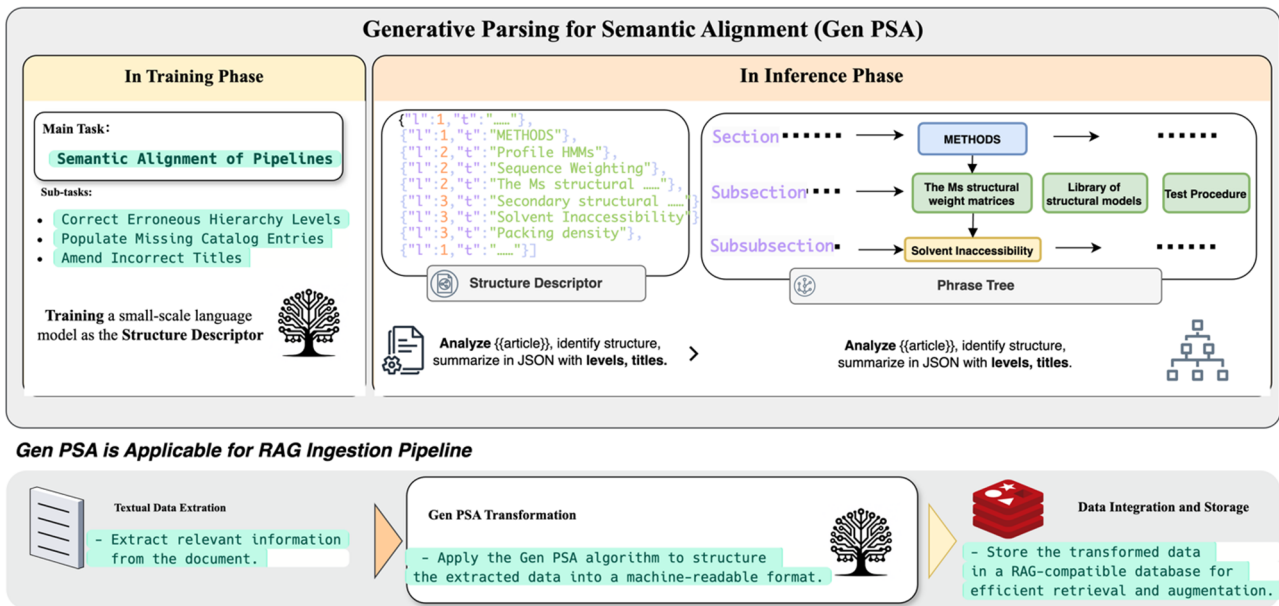 Generative Parsing for Semantic Alignment (Gen PSA)
In Training Phase
Main Task:
Semantic Alignment of Pipelines
Sub-tasks:
• Correct Erroneous Hierarchy Levels
• Populate Missing Catalog Entries
• Amend Incorrect Titles
Training a small-scale language
model as the Structure Descriptor
In Inference Phase
{"l":1,"t":"……"},
{"l":1,"t":"METHODS"},
{"l":2,"t":"Profile HMMs"},
{"l":2,"t":"Sequence Weighting"},
{"l":2,"t":"The Ms structural ……"},
{"l":3,"t":"Secondary structural ……"}
{"l":3,"t":"Solvent Inaccessibility"}
{"l":3,"t":"Packing density"},
{"l":1,"t":"……"}]
Structure Descriptor
Section
METHODS
Subsection
The Ms structural
weight matrices
Library of
structural models
Test Procedure
Subsubsection
Solvent Inaccessibility
Phrase Tree
Analyze {{article}}, identify structure,
summarize in JSON with levels, titles.
Analyze {{article}}, identify structure,
summarize in JSON with levels, titles.
Gen PSA is Applicable for RAG Ingestion Pipeline
Textual Data Extration
- Extract relevant information
from the document.
Gen PSA Transformation
- Apply the Gen PSA algorithm to structure
the extracted data into a machine-readable format.
Data Integration and Storage
- Store the transformed data
in a RAG-compatible database for
efficient retrieval and augmentation.